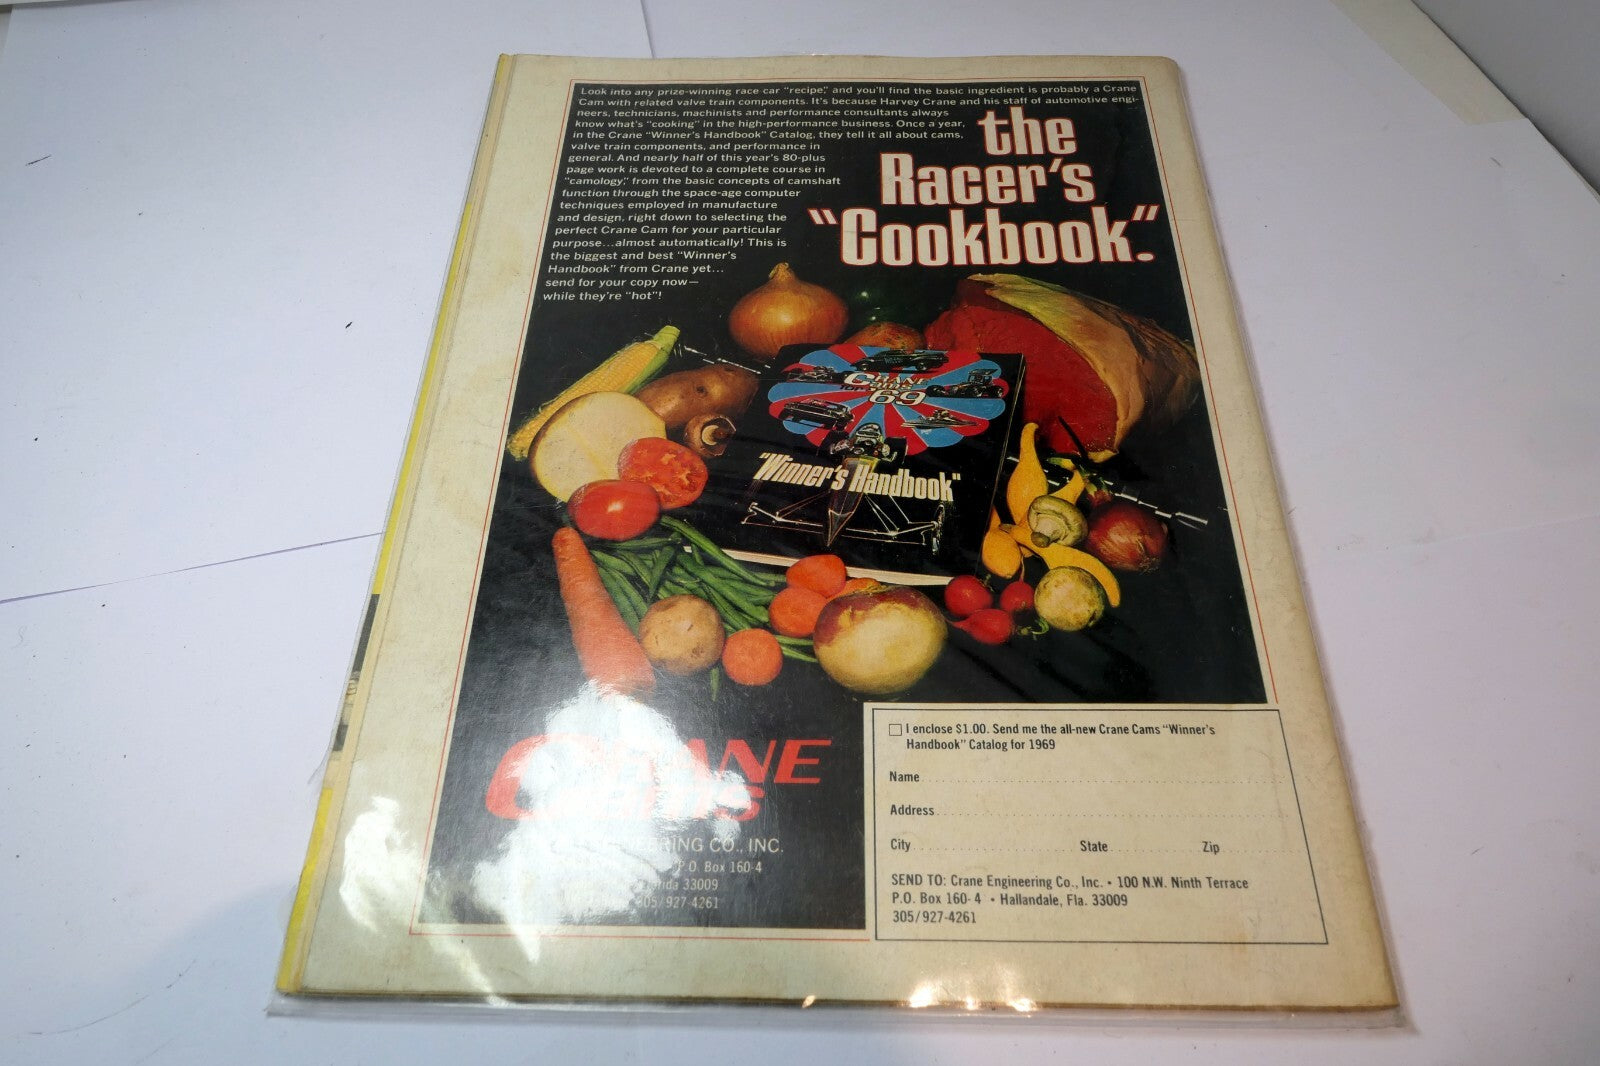 Look into any prize-winning race car "recipe," and you'll find the basic ingredient is probably a Crane
Cam with related valve train components. It's because Harvey Crane and his staff of automotive engi-
neers, technicians, machinists and performance consultants always
know what's "cooking" in the high-performance business. Once a year,
in the Crane "Winner's Handbook" Catalog, they tell it all about cams,
valve train components, and performance in
general. And nearly half of this year's 80-plus
page work is devoted to a complete course in
"camology," from the basic concepts of camshaft
function through the space-age computer
techniques employed in manufacture
and design, right down to selecting the
perfect Crane Cam for your particular
purpose...almost automatically! This is
the biggest and best "Winner's
Handbook" from Crane yet...
send for your copy now—
while they're "hot"!
the
Racer's
"Cookbook."
CRANE
CAMS
FOR
69
"Winner's Handbook"
CRANE
CAMS
ENGINEERING CO., INC.
P.O. Box 160-4
Florida 33009
305/927-4261
I enclose $1.00. Send me the all-new Crane Cams "Winner's
Handbook" Catalog for 1969
Name
Address
City State Zip
SEND TO: Crane Engineering Co., Inc. • 100 N.W. Ninth Terrace
P.O. Box 160-4 • Hallandale, Fla. 33009
305/927-4261